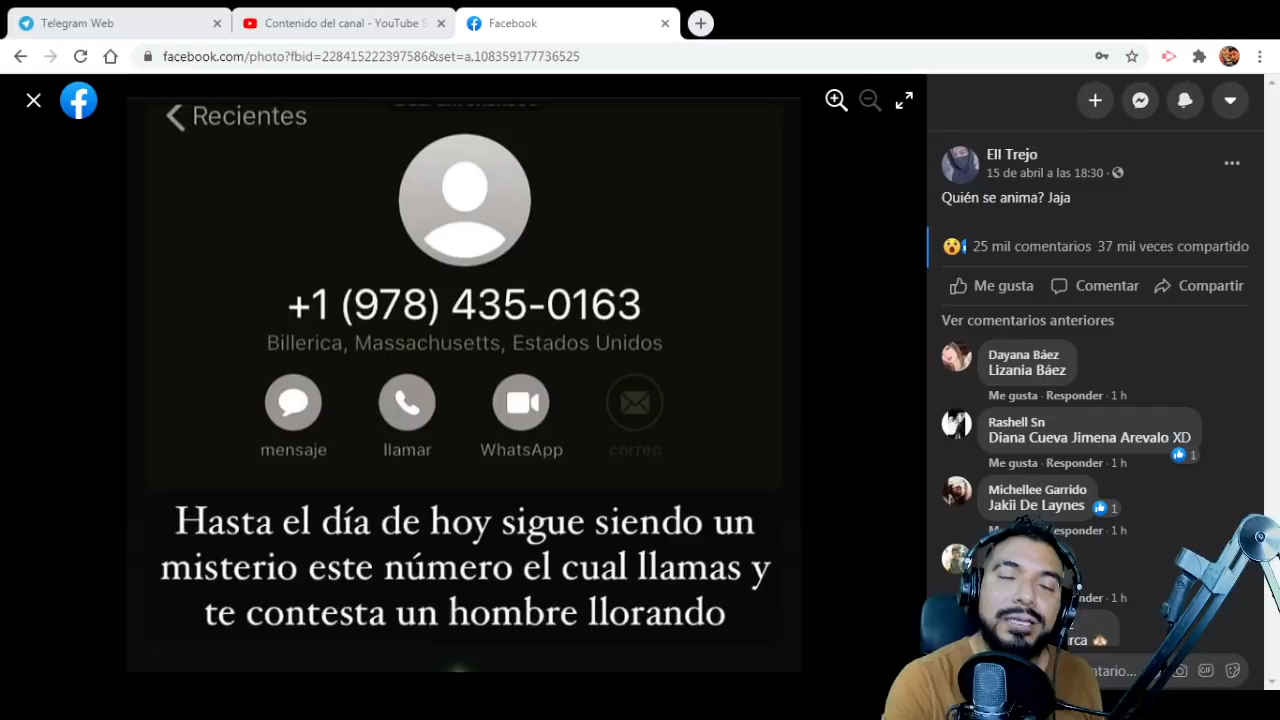 Telegram Web
Contenido del canal - YouTube S
Facebook
facebook.com/photo?fbid=228415222397586&set=a.108359177736525
Recientes
+1 (978) 435-0163
Billerica, Massachusetts, Estados Unidos
mensaje
llamar
WhatsApp
correo
Hasta el día de hoy sigue siendo un
misterio este número el cual llamas y
te contesta un hombre llorando
Ell Trejo
15 de abril a las 18:30 ·
Quién se anima? Jaja
25 mil comentarios 37 mil veces compartido
Me gusta
Comentar
Compartir
Ver comentarios anteriores
Dayana Báez
Lizania Báez
Me gusta · Responder · 1 h
Rashell Sn
Diana Cueva Jimena Arevalo XD
1
Me gusta · Responder · 1 h
Michellee Garrido
Jakii De Laynes
1
· 1 h
· 1 h
GIF